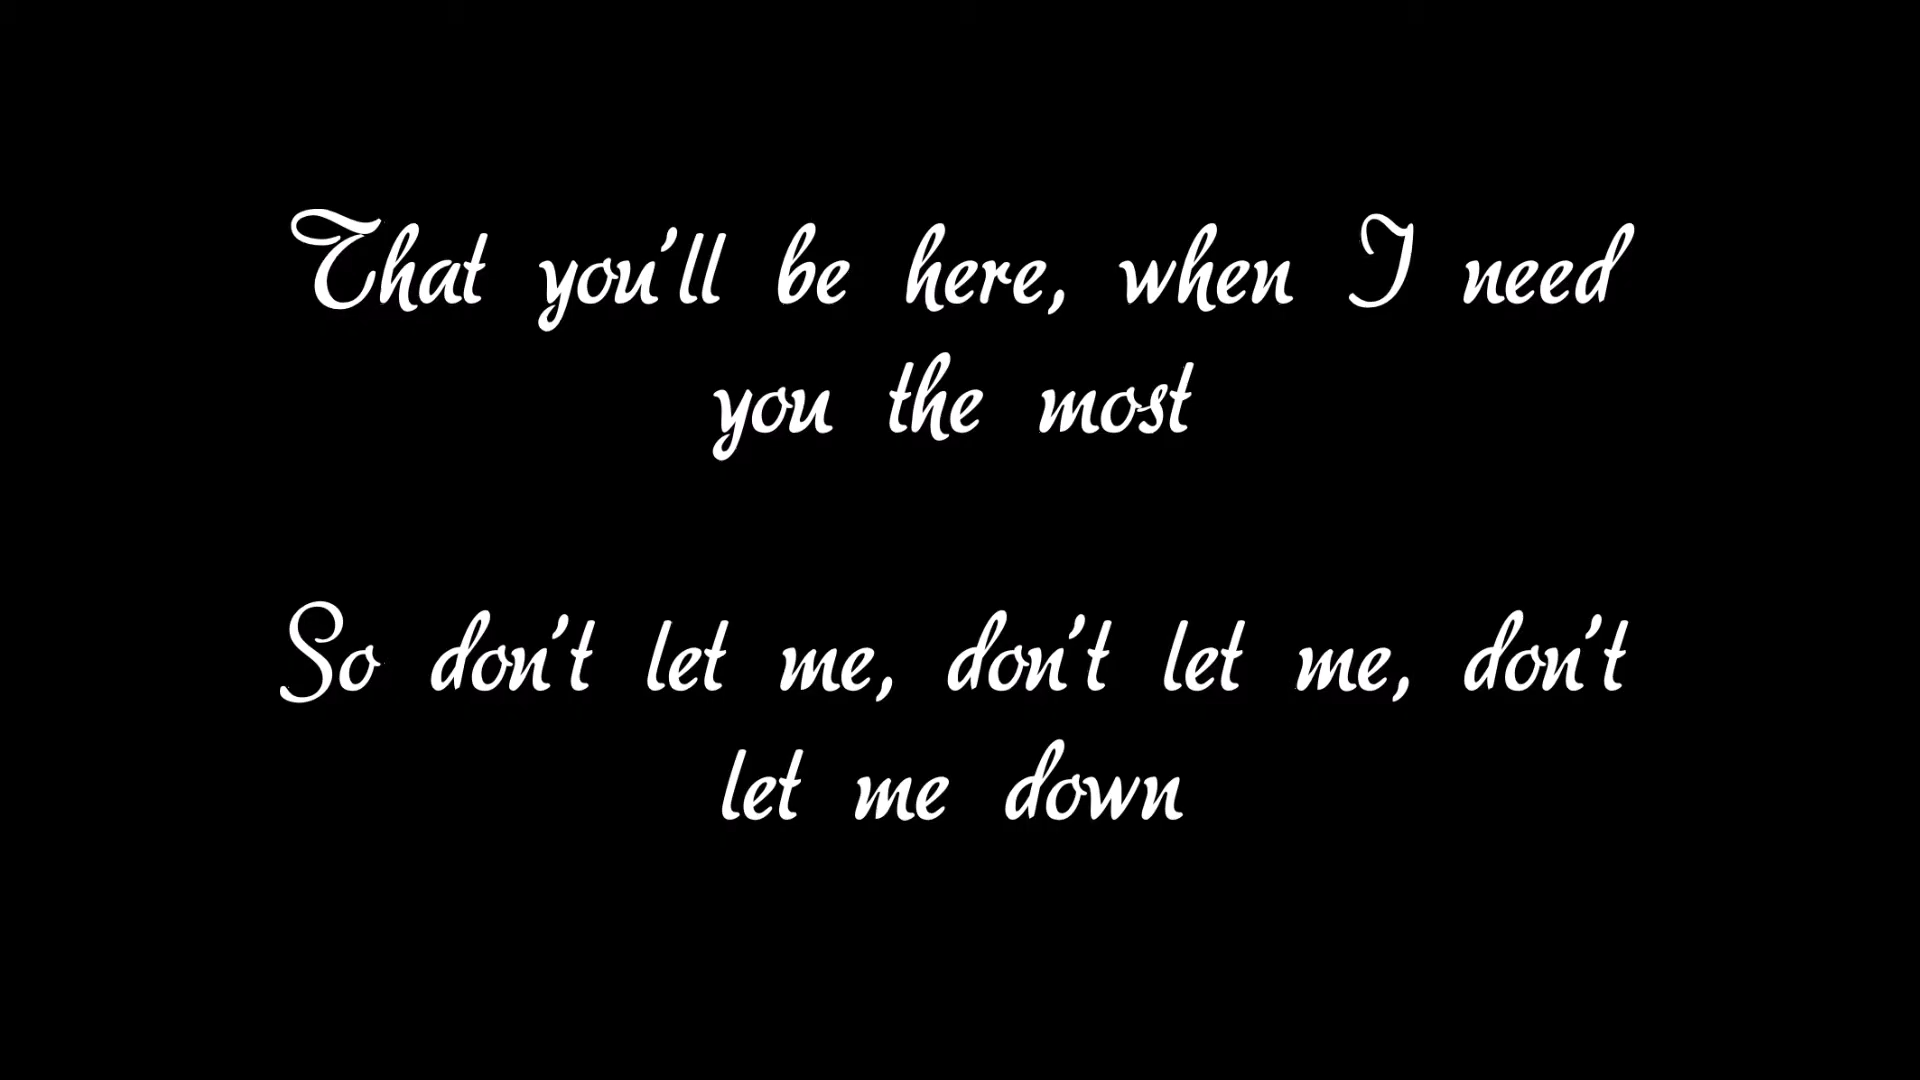 That you'll be here, when I need
you the most
So don't let me, don't let me, don't
let me down